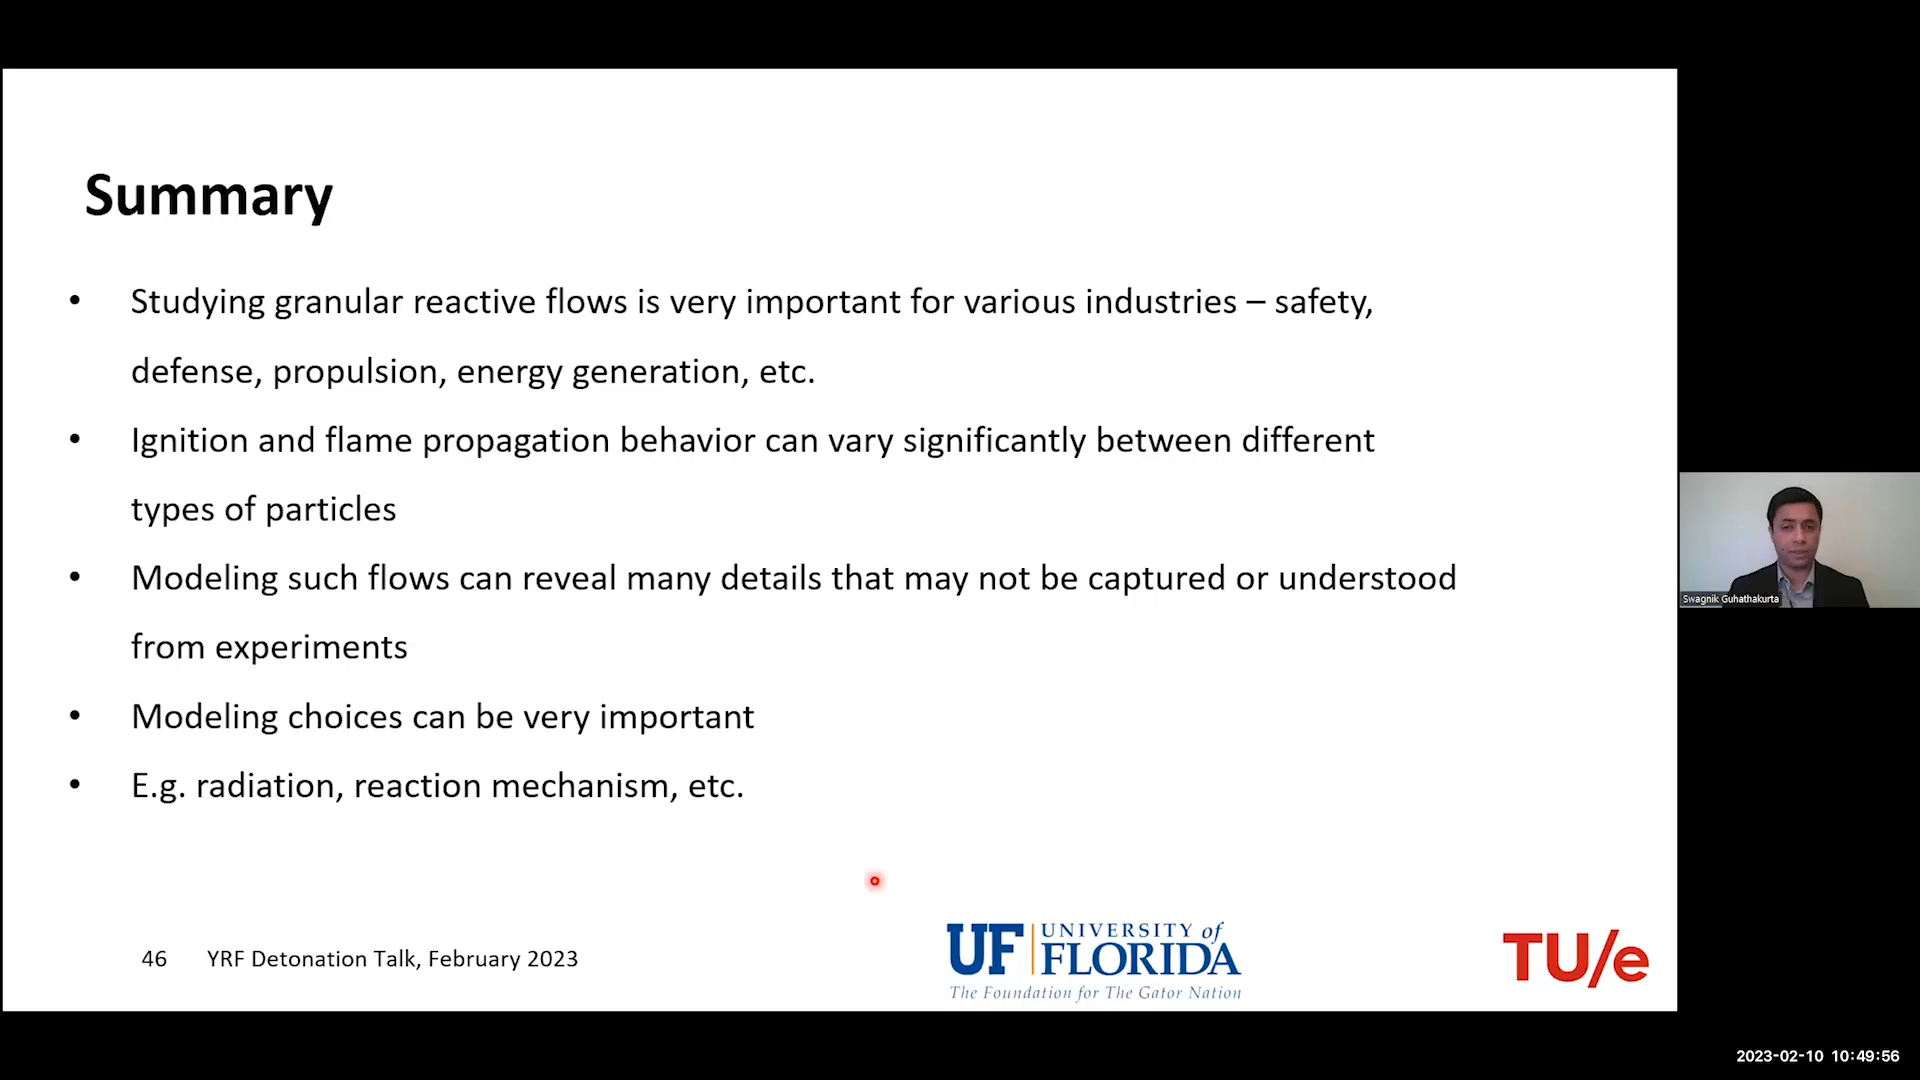 Summary
• Studying granular reactive flows is very important for various industries – safety,
defense, propulsion, energy generation, etc.
• Ignition and flame propagation behavior can vary significantly between different
types of particles
• Modeling such flows can reveal many details that may not be captured or understood
from experiments
• Modeling choices can be very important
• E.g. radiation, reaction mechanism, etc.
Swagnik Guhathakurta
46 YRF Detonation Talk, February 2023
UF UNIVERSITY of
FLORIDA
The Foundation for The Gator Nation
TU/e
2023-02-10 10:49:56